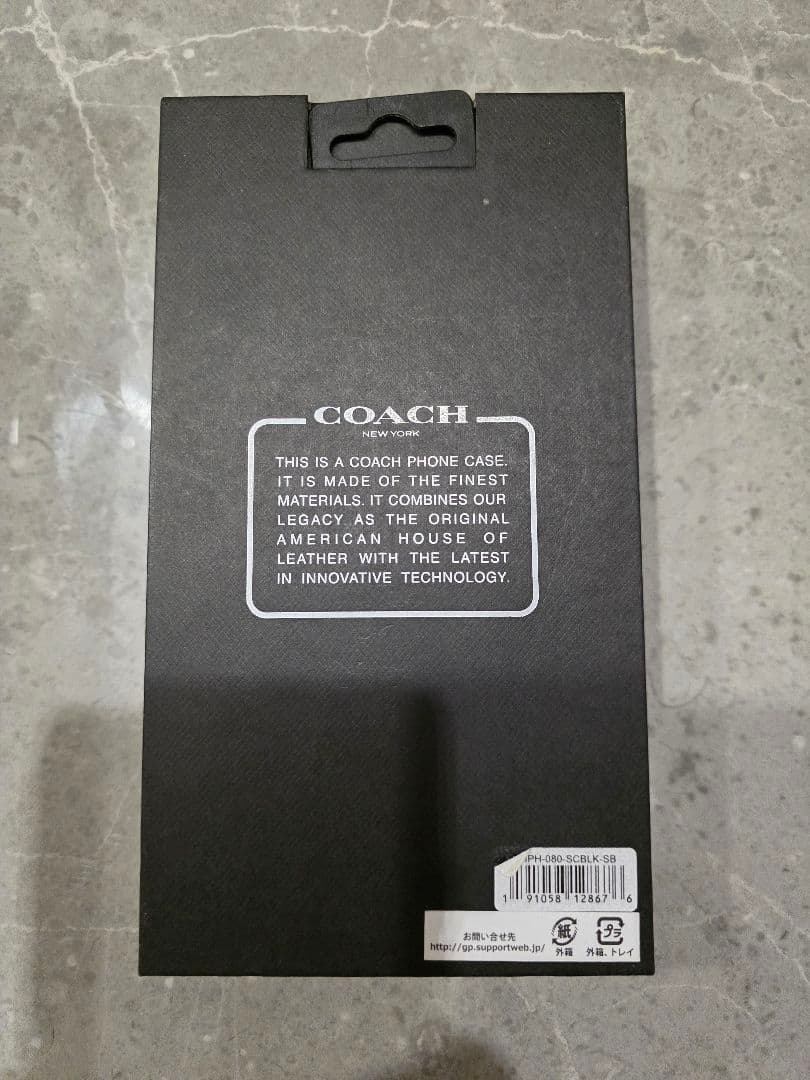 COACH
NEW YORK
THIS IS A COACH PHONE CASE.
IT IS MADE OF THE FINEST
MATERIALS. IT COMBINES OUR
LEGACY AS THE ORIGINAL
AMERICAN HOUSE OF
LEATHER WITH THE LATEST
IN INNOVATIVE TECHNOLOGY.
IPH-080-SCBLK-SB
1 91058 12867 6
お問い合せ先
http://gp.supportweb.jp/
紙
外箱
プラ
外箱、トレイ